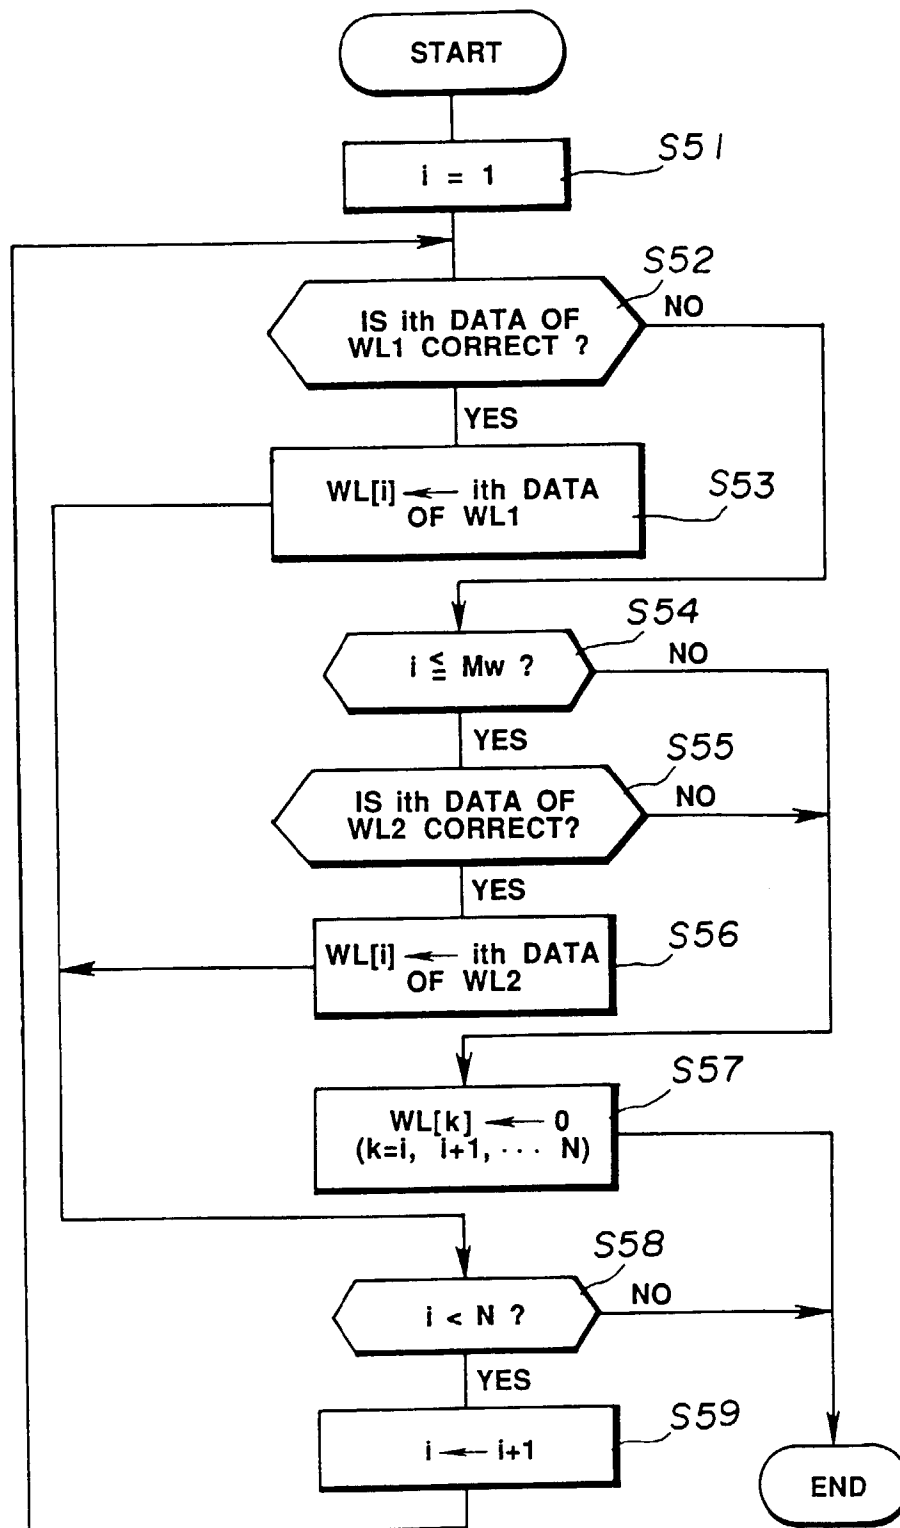 START
i = 1
S51
S52
IS ith DATA OF
WL1 CORRECT ?
NO
YES
WL[i] ← ith DATA
OF WL1
S53
S54
i ≦ Mw ?
NO
YES
S55
IS ith DATA OF
WL2 CORRECT?
NO
YES
WL[i] ← ith DATA
OF WL2
S56
S57
WL[k] ← 0
(k=i, i+1, ··· N)
S58
i < N ?
NO
YES
S59
i ← i+1
END